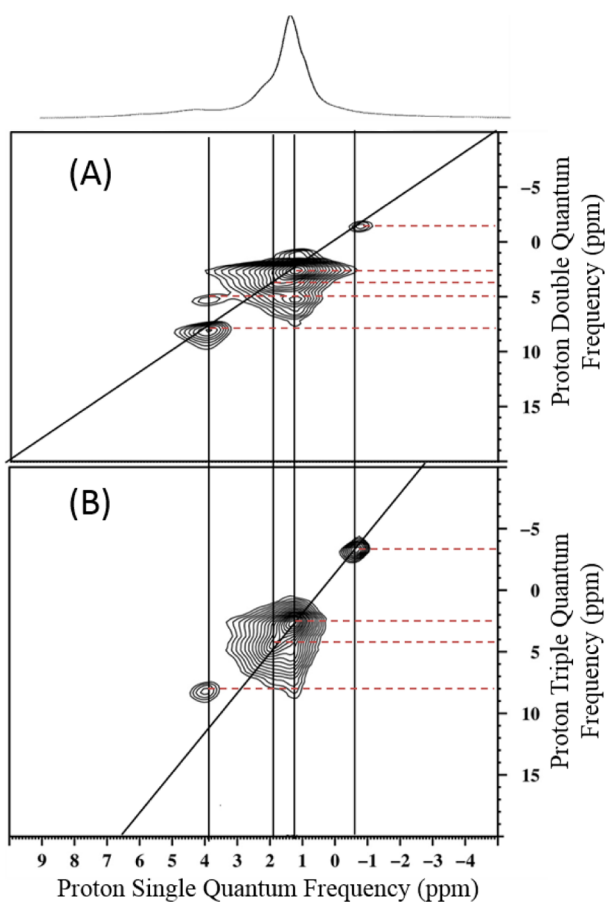 (A)
−5
0
5
10
15
Proton Double Quantum
Frequency (ppm)
(B)
−5
0
5
10
15
Proton Triple Quantum
Frequency (ppm)
9 8 7 6 5 4 3 2 1 0 −1 −2 −3 −4
Proton Single Quantum Frequency (ppm)